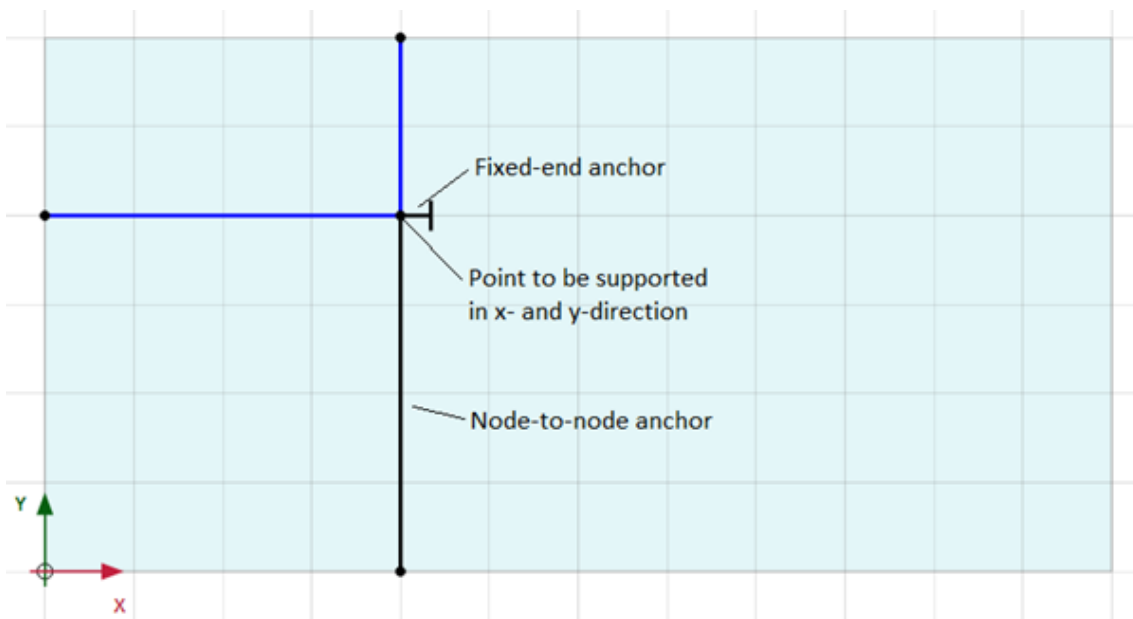 Fixed-end anchor
Point to be supported
in x- and y-direction
Node-to-node anchor
Y
X